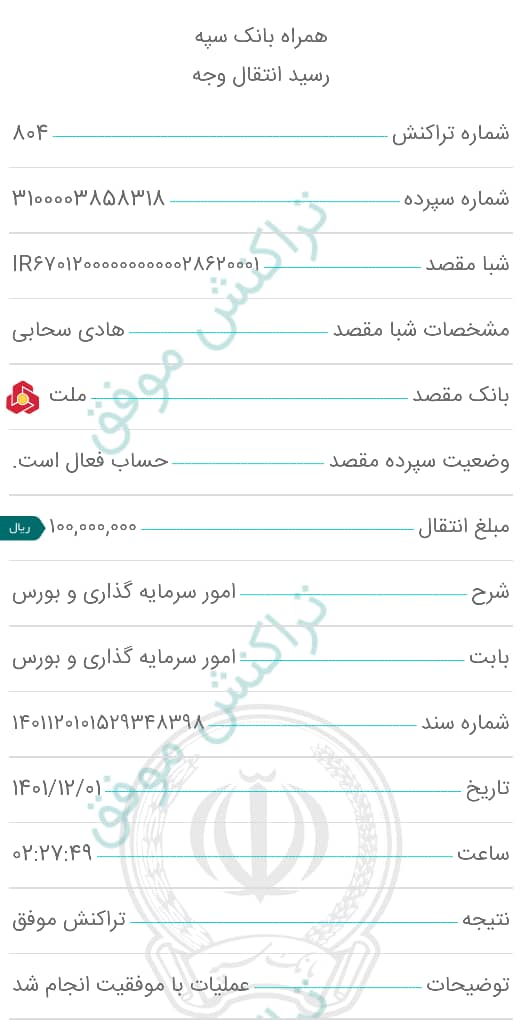 همراه بانک سپه
رسید انتقال وجه
شماره تراکنش ۸۰۴
شماره سپرده ۳۱۰۰۰۰۳۸۵۸۳۱۸
شبا مقصد IR۶۷۰۱۲۰۰۰۰۰۰۰۰۰۰۰۲۸۶۲۰۰۰۱
مشخصات شبا مقصد هادی سحابی
بانک مقصد ملت
وضعیت سپرده مقصد حساب فعال است.
مبلغ انتقال ۱۰۰,۰۰۰,۰۰۰ ریال
شرح امور سرمایه گذاری و بورس
بابت امور سرمایه گذاری و بورس
شماره سند ۱۴۰۱۱۲۰۱۰۱۵۲۹۳۴۸۳۹۸
تاریخ ۱۴۰۱/۱۲/۰۱
ساعت ۰۲:۲۷:۴۹
نتیجه تراکنش موفق
توضیحات عملیات با موفقیت انجام شد
تراکنش موفق
تراکنش موفق
بانک سپه